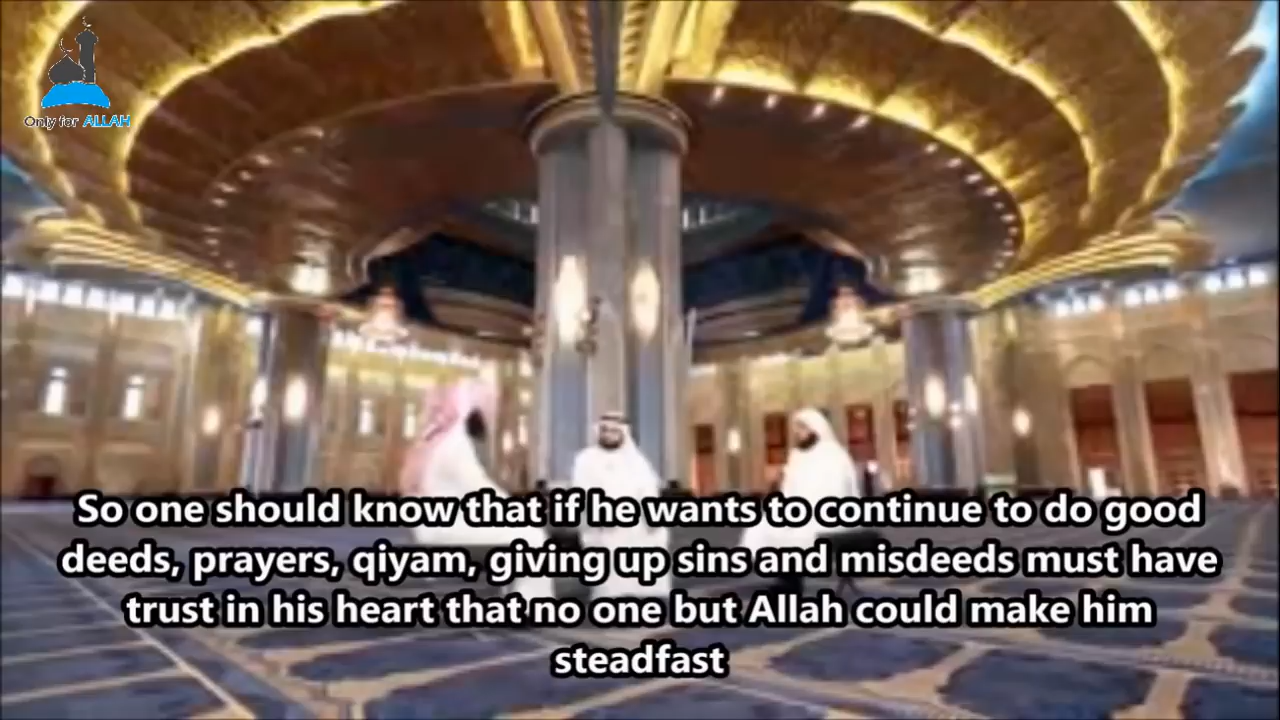 Only for ALLAH
So one should know that if he wants to continue to do good
deeds, prayers, qiyam, giving up sins and misdeeds must have
trust in his heart that no one but Allah could make him
steadfast